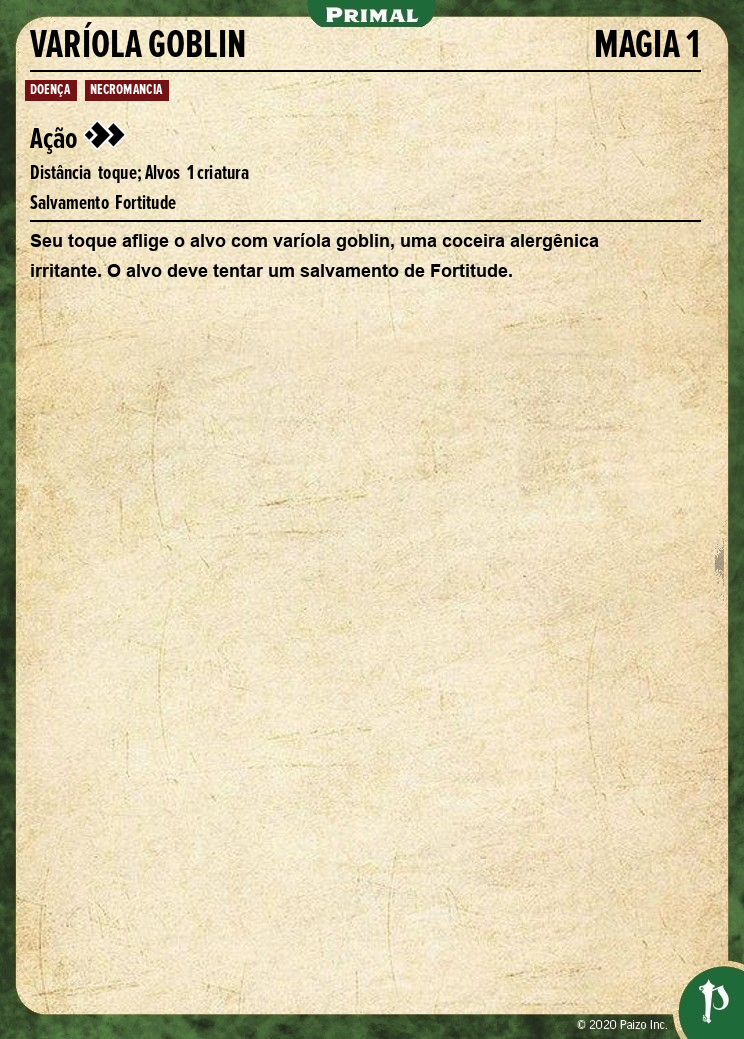 PRIMAL
VARÍOLA GOBLIN MAGIA 1
DOENÇA NECROMANCIA
Ação
Distância toque; Alvos 1 criatura
Salvamento Fortitude
Seu toque aflige o alvo com varíola goblin, uma coceira alergênica
irritante. O alvo deve tentar um salvamento de Fortitude.
© 2020 Paizo Inc.